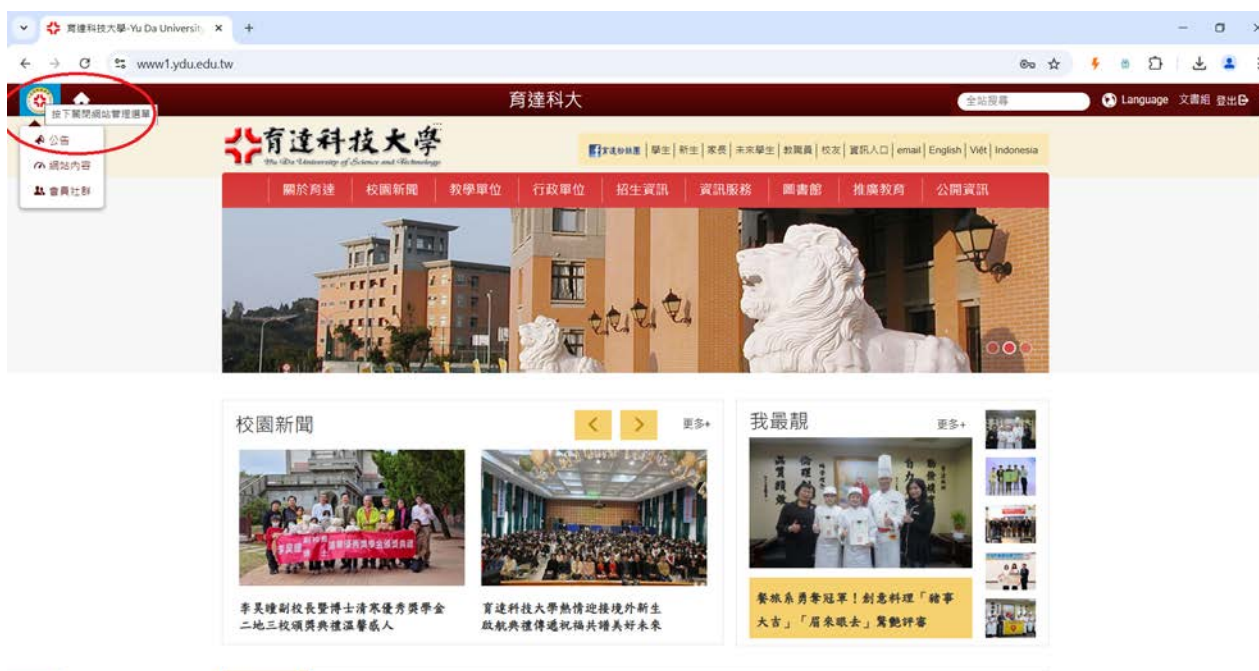 育達科技大學-Yu Da Universit
www1.ydu.edu.tw
育達科大
全站搜尋
Language 文書組 登出
按下關閉網站管理選單
公告
網站內容
會員社群
育達科技大學
Yu Da University of Science and Technology
育達粉絲團 | 學生 | 新生 | 家長 | 未來學生 | 教職員 | 校友 | 資訊入口 | email | English | Việt | Indonesia
關於育達 校園新聞 教學單位 行政單位 招生資訊 資訊服務 圖書館 推廣教育 公開資訊
校園新聞
更多+
李昊曈副校長暨博士清寒優秀獎學金
二地三校頒獎典禮溫馨感人
育達科技大學熱情迎接境外新生
啟航典禮傳遞祝福共譜美好未來
我最靚
更多+
餐旅系勇奪冠軍！創意料理「豬事
大吉」「眉來眼去」驚艷評審